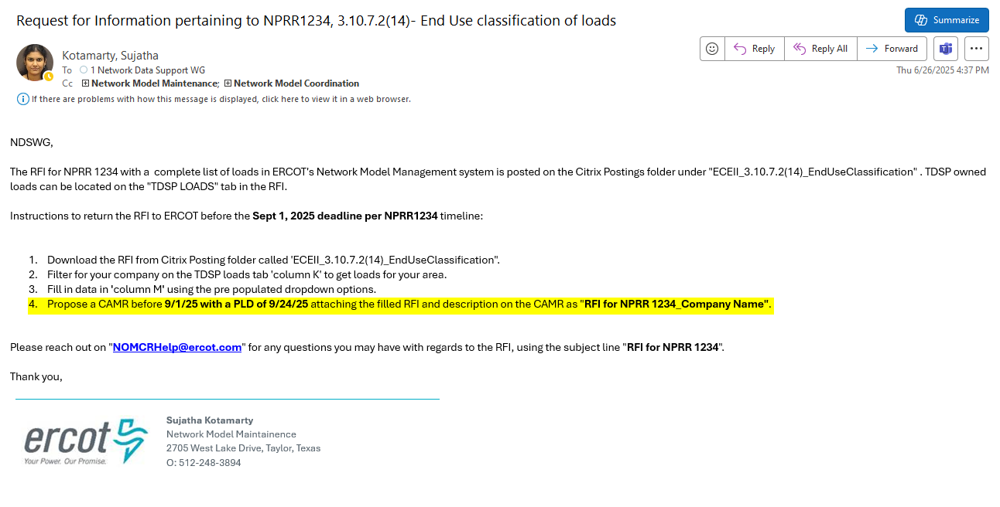 Request for Information pertaining to NPRR1234, 3.10.7.2(14)- End Use classification of loads
Summarize
Kotamarty, Sujatha
To 1 Network Data Support WG
Cc Network Model Maintenance; Network Model Coordination
Reply
Reply All
Forward
Thu 6/26/2025 4:37 PM
If there are problems with how this message is displayed, click here to view it in a web browser.
NDSWG,
The RFI for NPRR 1234 with a  complete list of loads in ERCOT's Network Model Management system is posted on the Citrix Postings folder under "ECEII_3.10.7.2(14)_EndUseClassification" . TDSP owned
loads can be located on the "TDSP LOADS" tab in the RFI.
Instructions to return the RFI to ERCOT before the Sept 1, 2025 deadline per NPRR1234 timeline:
1. Download the RFI from Citrix Posting folder called 'ECEII_3.10.7.2(14)_EndUseClassification".
2. Filter for your company on the TDSP loads tab 'column K' to get loads for your area.
3. Fill in data in 'column M' using the pre populated dropdown options.
4. Propose a CAMR before 9/1/25 with a PLD of 9/24/25 attaching the filled RFI and description on the CAMR as "RFI for NPRR 1234_Company Name".
Please reach out on "NOMCRHelp@ercot.com" for any questions you may have with regards to the RFI, using the subject line "RFI for NPRR 1234".
Thank you,
ercot
Your Power. Our Promise.
Sujatha Kotamarty
Network Model Maintainence
2705 West Lake Drive, Taylor, Texas
O: 512-248-3894